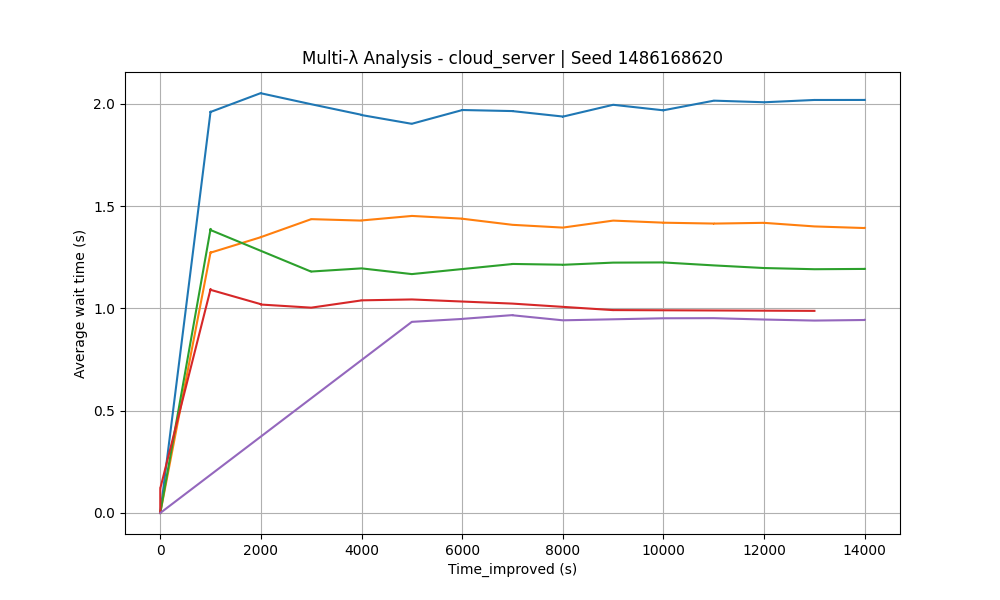 Multi-λ Analysis - cloud_server | Seed 1486168620
Average wait time (s)
2.0
1.5
1.0
0.5
0.0
0 2000 4000 6000 8000 10000 12000 14000
Time_improved (s)